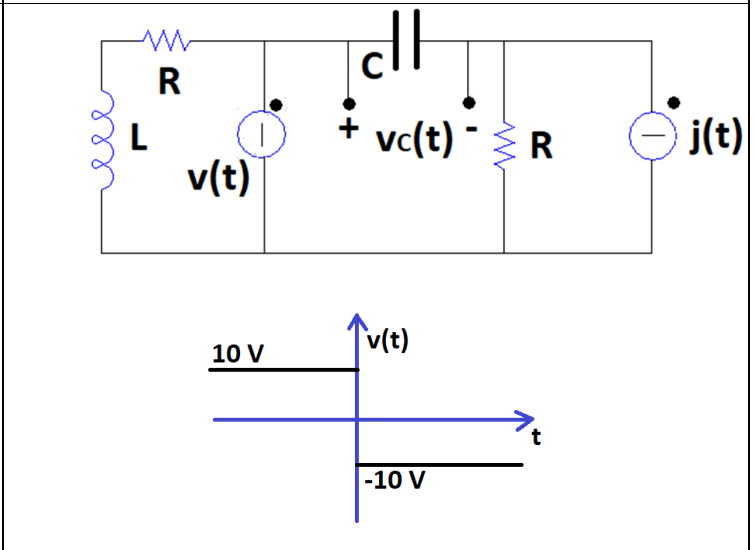 R
C
L
+ vc(t) -
R
j(t)
v(t)
v(t)
10 V
t
-10 V